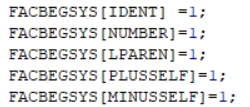 FACBEGSYS[IDENT] =1;
FACBEGSYS[NUMBER]=1;
FACBEGSYS[LPAREN]=1;
FACBEGSYS[PLUSSELF]=1;
FACBEGSYS[MINUSSELF]=1;